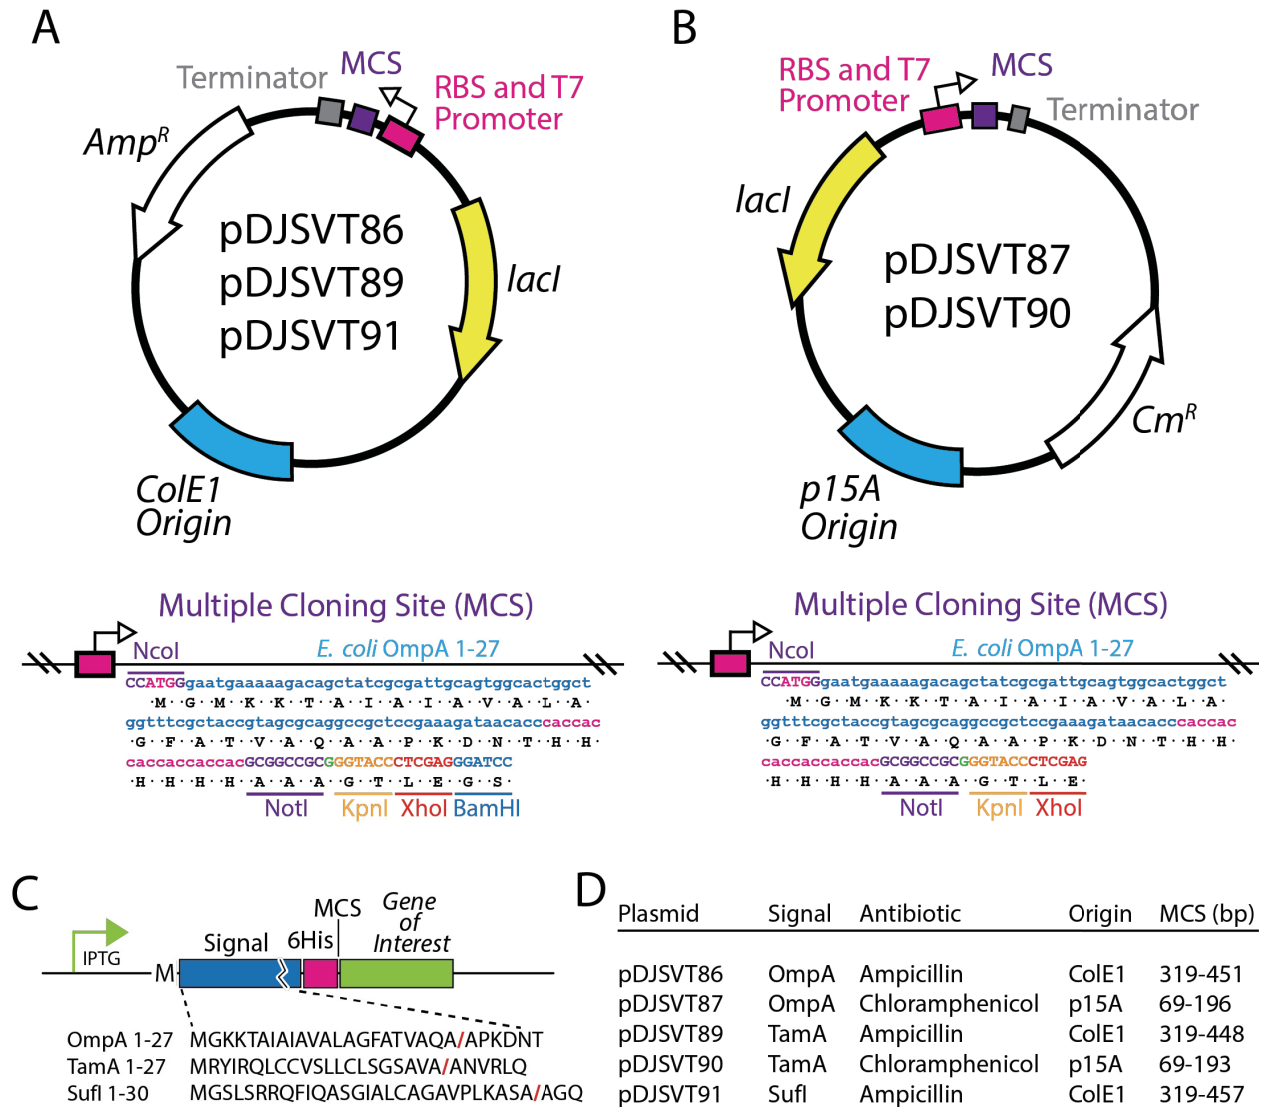 A
Terminator
MCS
RBS and T7
Promoter
AmpR
pDJSVT86
pDJSVT89
pDJSVT91
lacI
ColE1
Origin
B
RBS and T7
Promoter
MCS
Terminator
lacI
pDJSVT87
pDJSVT90
CmR
p15A
Origin
Multiple Cloning Site (MCS)
NcoI
E. coli OmpA 1-27
CCATGGgaatgaaaaagacagctatcgcgattgcagtggcactggct
·M··G··M··K··K··T··A··I··A··I··A··V··A··L··A·
ggtttcgctaccgtagcgcaggccgctccgaaagataacacccaccac
·G··F··A··T··V··A··Q··A··A··P··K··D··N··T··H··H·
caccaccaccacGCGGCCGCGGGTACCCTCGAGGGATCC
·H··H··H··H··A··A··A··G··T··L··E··G··S·
NotI
KpnI
XhoI
BamHI
Multiple Cloning Site (MCS)
NcoI
E. coli OmpA 1-27
CCATGGgaatgaaaaagacagctatcgcgattgcagtggcactggct
·M··G··M··K··K··T··A··I··A··I··A··V··A··L··A·
ggtttcgctaccgtagcgcaggccgctccgaaagataacacccaccac
·G··F··A··T··V··A··Q··A··A··P··K··D··N··T··H··H·
caccaccaccacGCGGCCGCGGGTACCCTCGAG
·H··H··H··H··A··A··A··G··T··L··E·
NotI
KpnI
XhoI
C
IPTG
M
Signal
6His
MCS
Gene
of
Interest
OmpA 1-27 MGKKTAIAIAVALAGFATVAQA/APKDNT
TamA 1-27 MRYIRQLCCVSLLCLSGSAVA/ANVRLQ
SufI 1-30 MGSLSRRQFIQASGIALCAGAVPLKASA/AGQ
D
Plasmid Signal Antibiotic Origin MCS (bp)
pDJSVT86 OmpA Ampicillin ColE1 319-451
pDJSVT87 OmpA Chloramphenicol p15A 69-196
pDJSVT89 TamA Ampicillin ColE1 319-448
pDJSVT90 TamA Chloramphenicol p15A 69-193
pDJSVT91 SufI Ampicillin ColE1 319-457